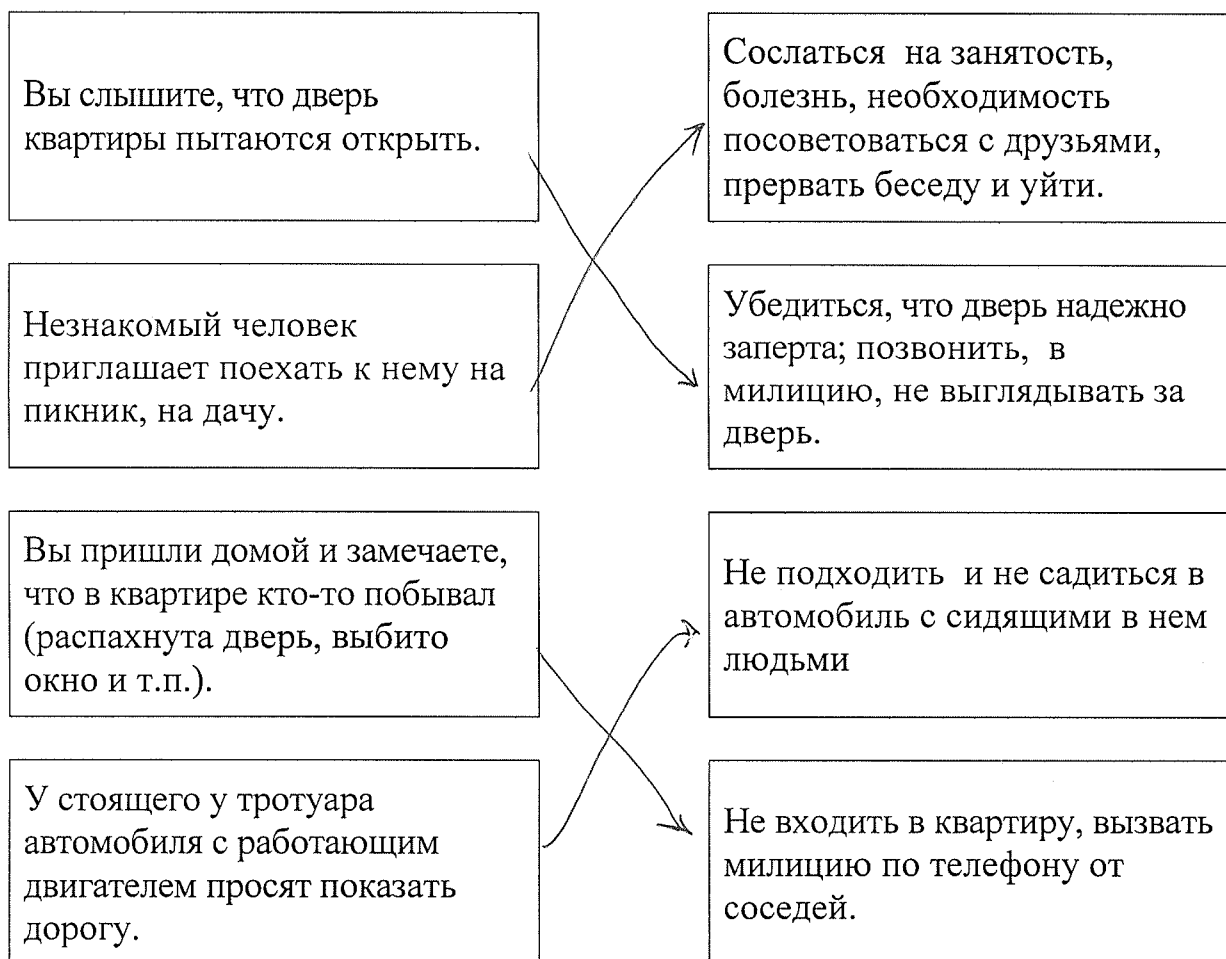 Вы слышите, что дверь
квартиры пытаются открыть.
Сослаться на занятость,
болезнь, необходимость
посоветоваться с друзьями,
прервать беседу и уйти.
Незнакомый человек
приглашает поехать к нему на
пикник, на дачу.
Убедиться, что дверь надежно
заперта; позвонить, в
милицию, не выглядывать за
дверь.
Вы пришли домой и замечаете,
что в квартире кто-то побывал
(распахнута дверь, выбито
окно и т.п.).
Не подходить и не садиться в
автомобиль с сидящими в нем
людьми
У стоящего у тротуара
автомобиля с работающим
двигателем просят показать
дорогу.
Не входить в квартиру, вызвать
милицию по телефону от
соседей.